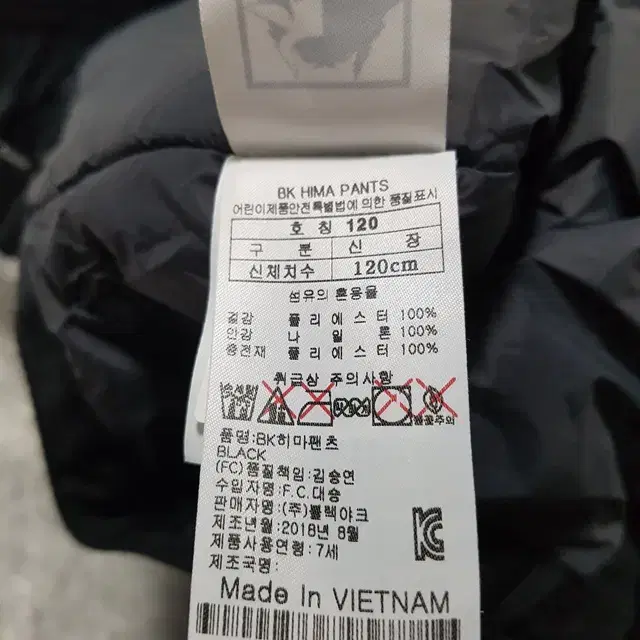 BK HIMA PANTS
어린이제품안전특별법에 의한 품질표시
호 칭 120
구 분 신 장
신체치수 120cm
섬유의 혼용율
겉감 폴 리 에 스 터 100%
안감 나 일 론 100%
충전재 폴 리 에 스 터 100%
취급상 주의사항
불꽃주의
품명:BK히마팬츠
BLACK
(FC)품질책임:김승연
수입자명:F.C.대승
판매자명:(주)블랙야크
제조년월:2018년 8월
제품사용연령:7세
제조국명:
Made In VIETNAM